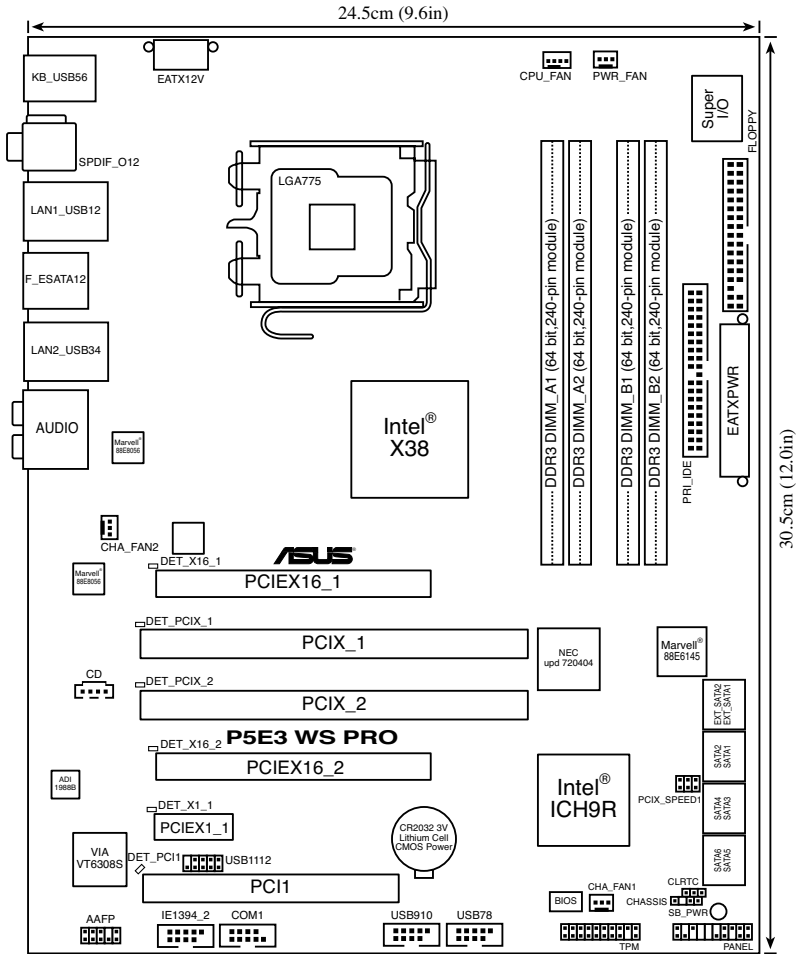 24.5cm (9.6in)
KB_USB56
EATX12V
CPU_FAN
PWR_FAN
Super
I/O
FLOPPY
SPDIF_O12
LGA775
LAN1_USB12
F_ESATA12
LAN2_USB34
AUDIO
Marvell®
88E8056
Intel®
X38
DDR3 DIMM_A1 (64 bit,240-pin module)
DDR3 DIMM_A2 (64 bit,240-pin module)
DDR3 DIMM_B1 (64 bit,240-pin module)
DDR3 DIMM_B2 (64 bit,240-pin module)
PRI_IDE
EATXPWR
30.5cm (12.0in)
CHA_FAN2
ASUS
DET_X16_1
PCIEX16_1
Marvell®
88E8056
DET_PCIX_1
PCIX_1
NEC
upd 720404
Marvell®
88E6145
CD
DET_PCIX_2
PCIX_2
EXT_SATA2
EXT_SATA1
P5E3 WS PRO
DET_X16_2
PCIEX16_2
SATA2
SATA1
ADI
1988B
Intel®
ICH9R
PCIX_SPEED1
SATA4
SATA3
DET_X1_1
PCIEX1_1
CR2032 3V
Lithium Cell
CMOS Power
VIA
VT6308S
DET_PCI1
USB1112
SATA6
SATA5
PCI1
BIOS
CHA_FAN1
CLRTC
CHASSIS
SB_PWR
AAFP
IE1394_2
COM1
USB910
USB78
TPM
PANEL